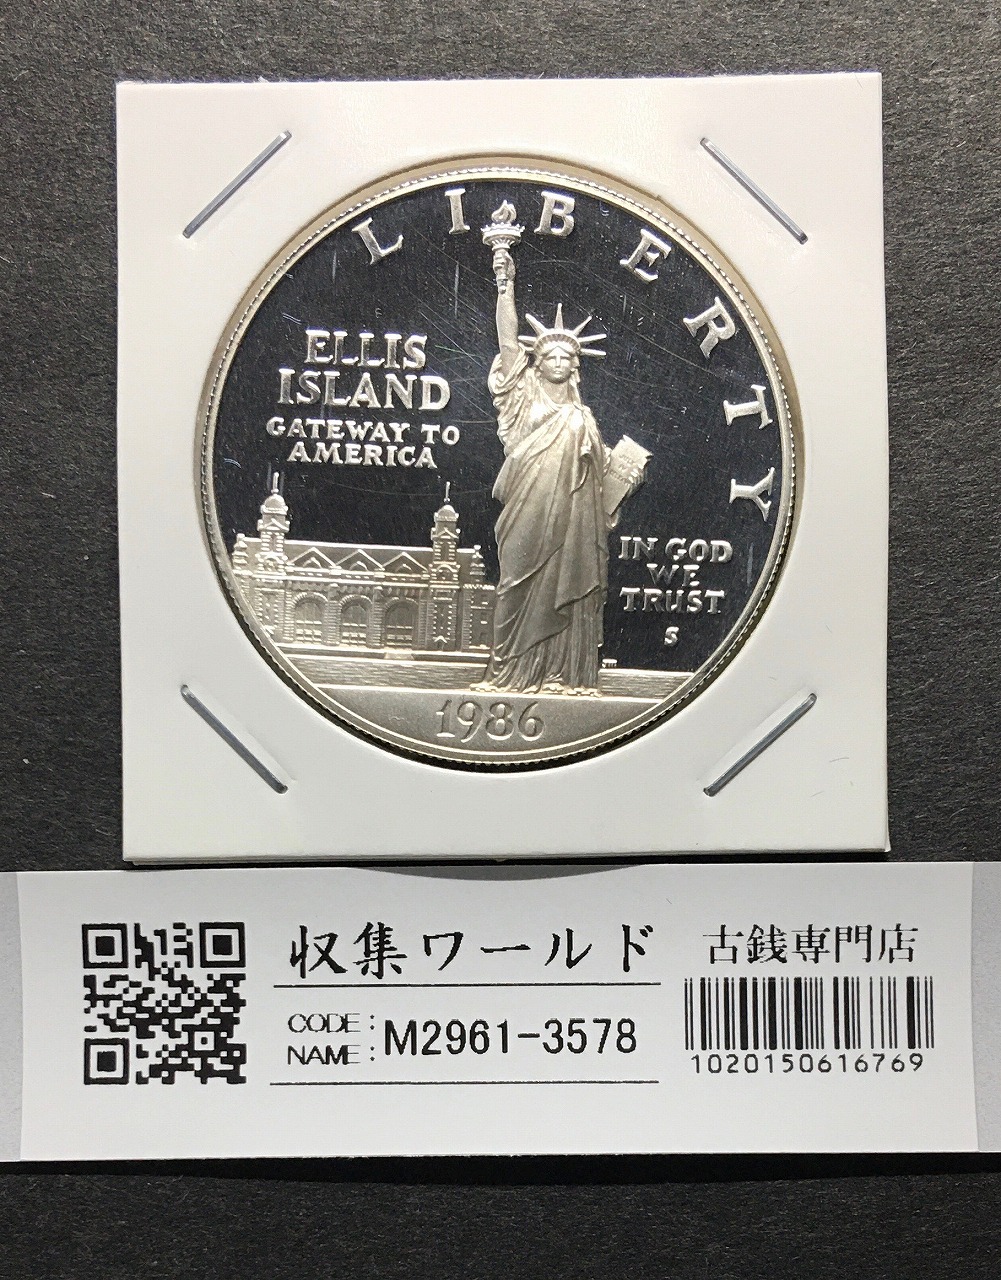 LIBERTY
ELLIS
ISLAND
GATEWAY TO
AMERICA
IN GOD
WE
TRUST
S
1986
収集ワールド
古銭専門店
CODE:
NAME:
M2961-3578
1020150616769